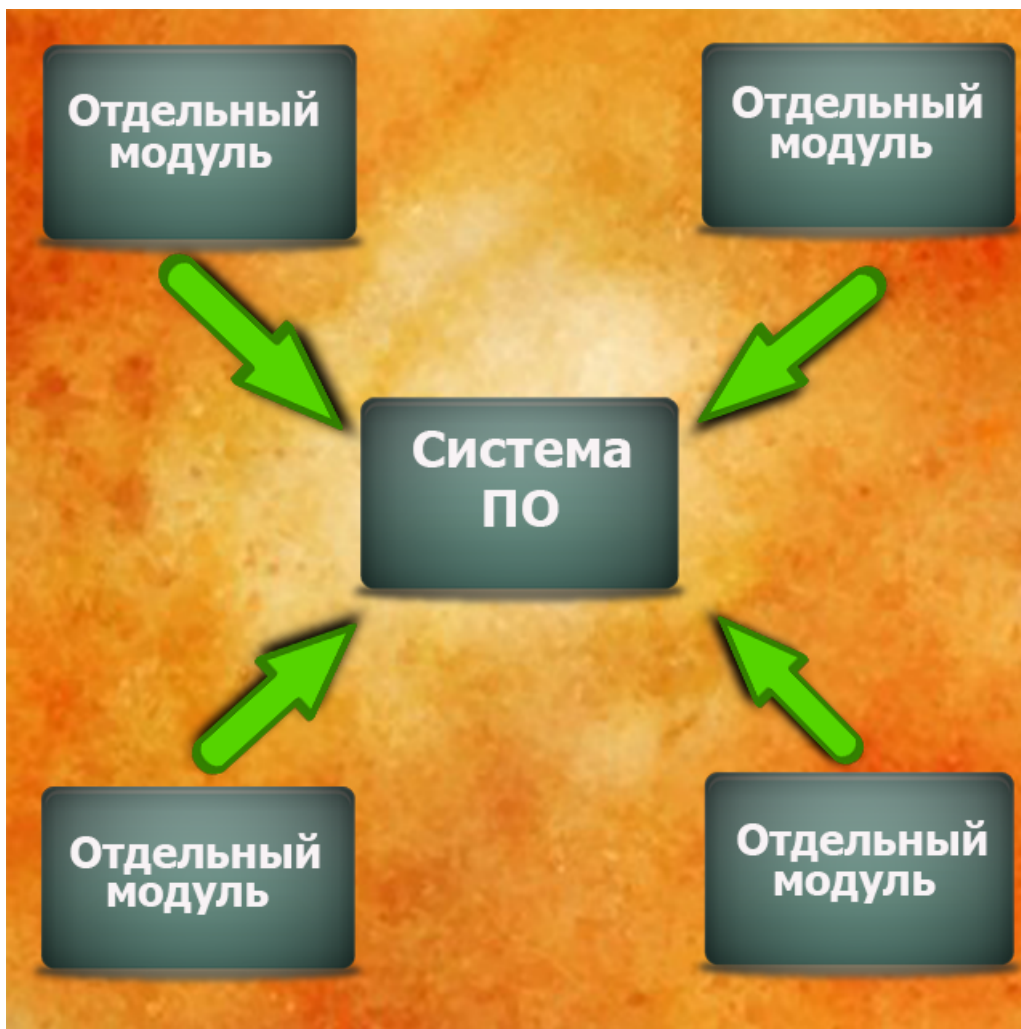 Отдельный
модуль
Отдельный
модуль
Система
ПО
Отдельный
модуль
Отдельный
модуль